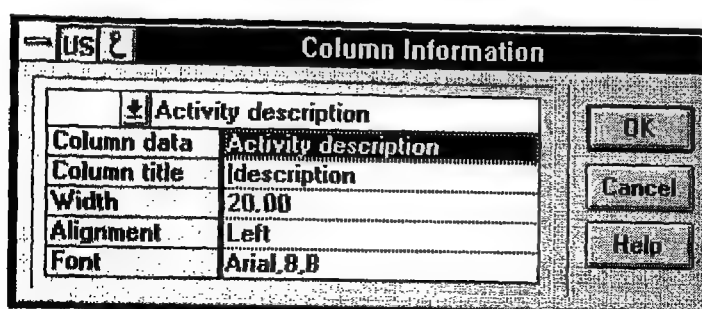 US Column Information
Activity description
Column data Activity description
Column title |description
Width 20.00
Alignment Left
Font Arial,8,B
OK
Cancel
Help